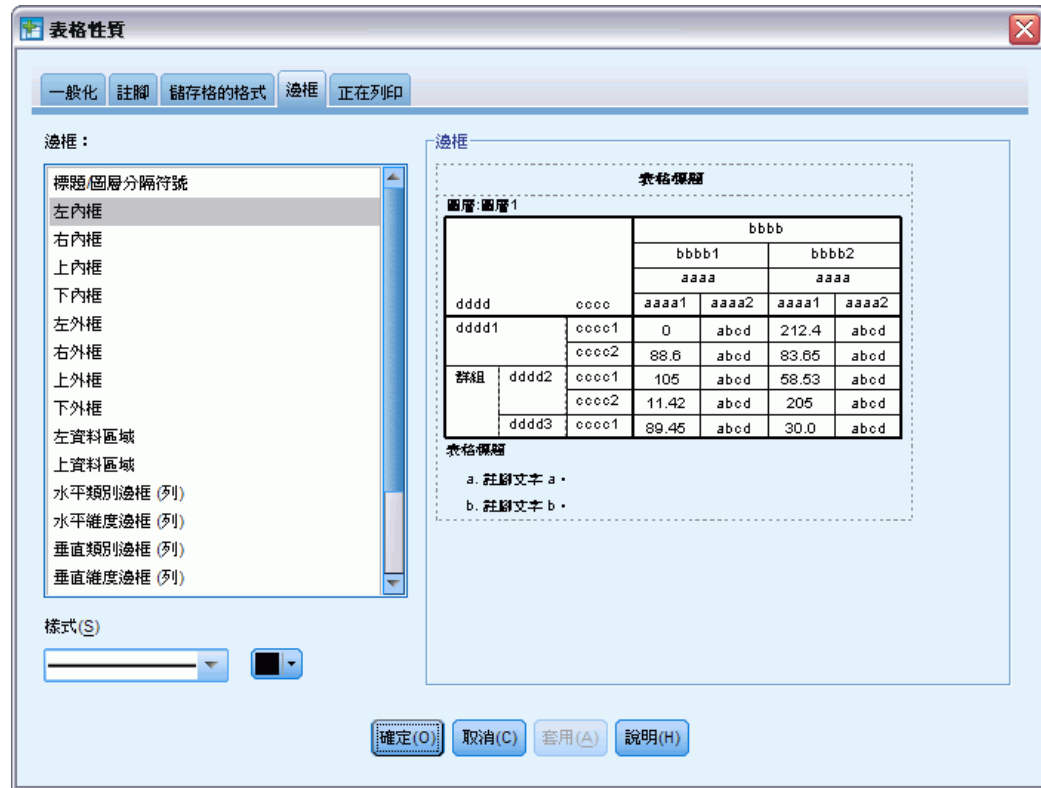 表格性質
一般化 註腳 儲存格的格式 邊框 正在列印
邊框：
標題/圖層分隔符號
左內框
右內框
上內框
下內框
左外框
右外框
上外框
下外框
左資料區域
上資料區域
水平類別邊框 (列)
水平維度邊框 (列)
垂直類別邊框 (列)
垂直維度邊框 (列)
樣式(S)
邊框
表格標題
圖層:圖層1
bbbb
bbbb1 bbbb2
aaaa aaaa
dddd cccc aaaa1 aaaa2 aaaa1 aaaa2
dddd1 cccc1 0 abcd 212.4 abcd
cccc2 88.6 abcd 83.65 abcd
群組 dddd2 cccc1 105 abcd 58.53 abcd
cccc2 11.42 abcd 205 abcd
dddd3 cccc1 89.45 abcd 30.0 abcd
表格標題
a. 註腳文字 a。
b. 註腳文字 b。
確定(O) 取消(C) 套用(A) 說明(H)